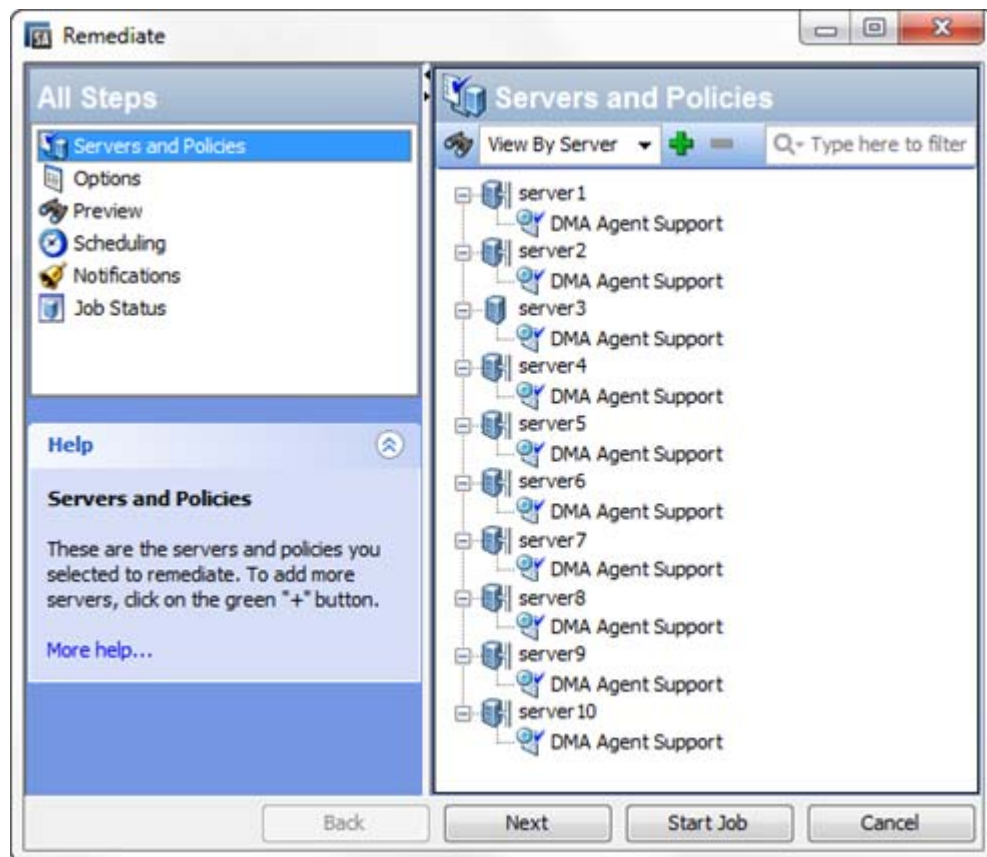 Remediate
All Steps
Servers and Policies
Options
Preview
Scheduling
Notifications
Job Status
Help
Servers and Policies
These are the servers and policies you
selected to remediate. To add more
servers, click on the green "+" button.
More help...
Servers and Policies
View By Server
Type here to filter
server1
DMA Agent Support
server2
DMA Agent Support
server3
DMA Agent Support
server4
DMA Agent Support
server5
DMA Agent Support
server6
DMA Agent Support
server7
DMA Agent Support
server8
DMA Agent Support
server9
DMA Agent Support
server10
DMA Agent Support
Back
Next
Start Job
Cancel